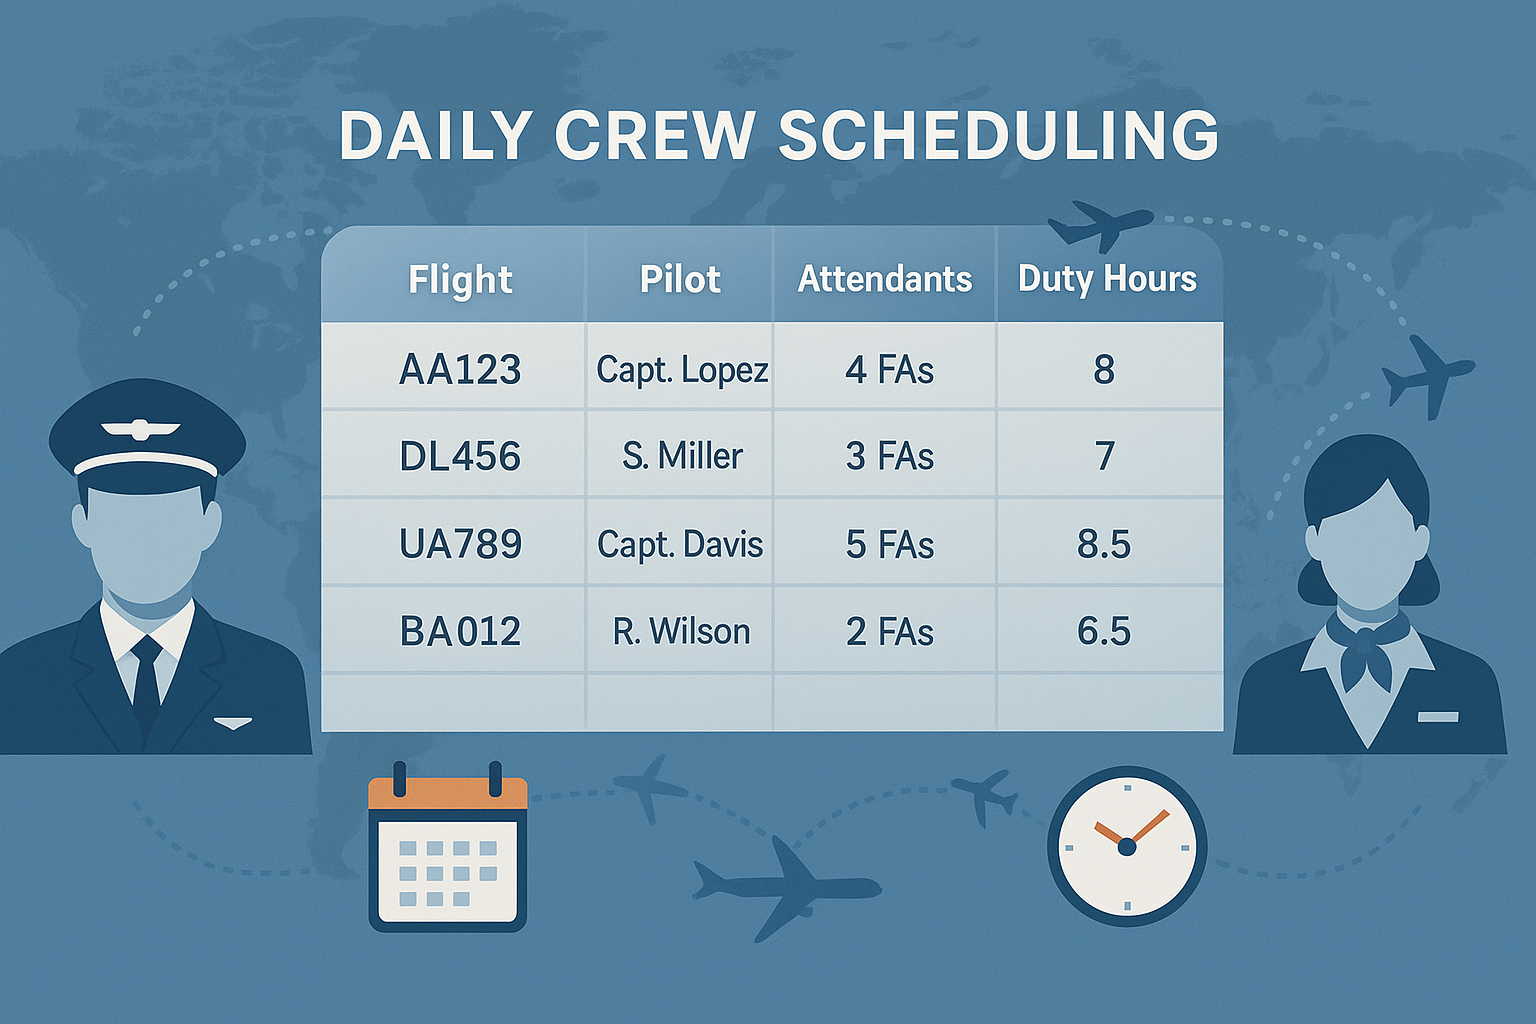 DAILY CREW SCHEDULING
Flight Pilot Attendants Duty Hours
AA123 Capt. Lopez 4 FAs 8
DL456 S. Miller 3 FAs 7
UA789 Capt. Davis 5 FAs 8.5
BA012 R. Wilson 2 FAs 6.5